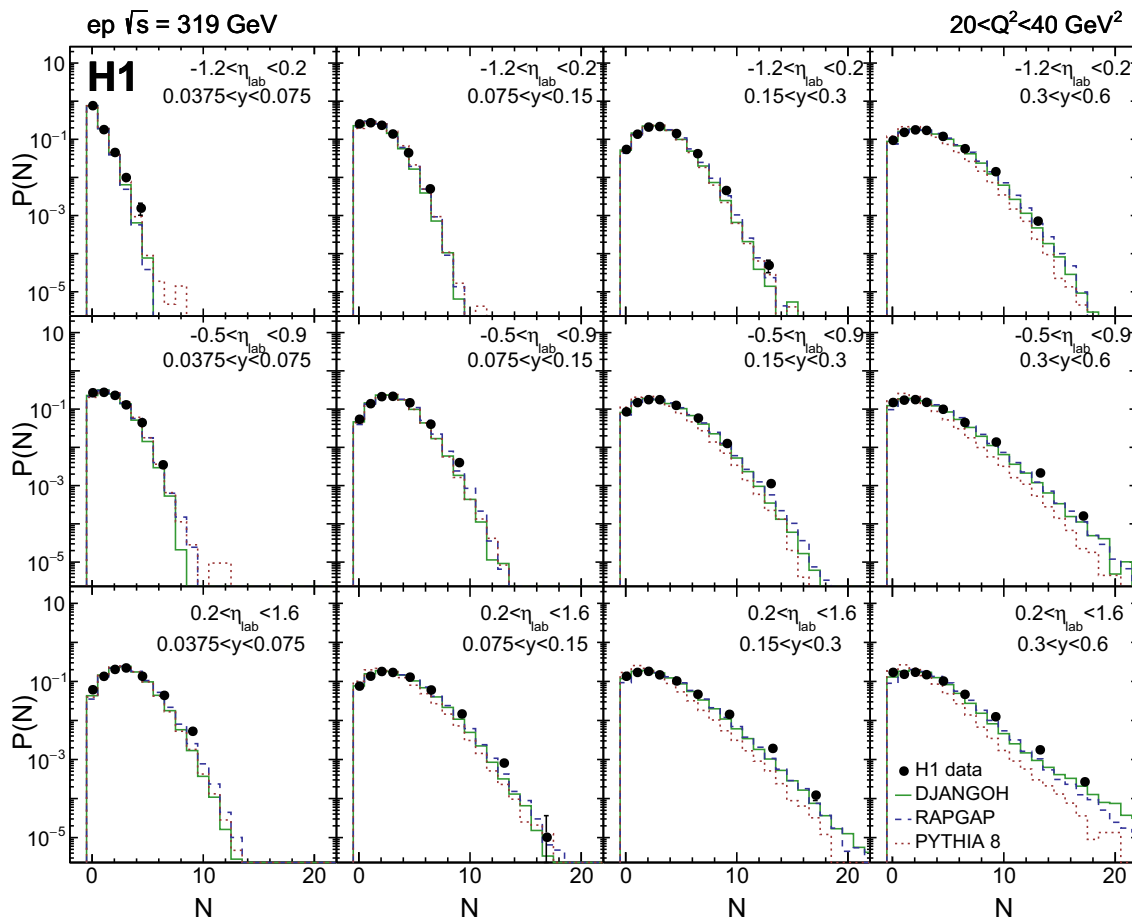 ep √s = 319 GeV
20<Q²<40 GeV²
H1
-1.2<η_lab<0.2
0.0375<y<0.075
-1.2<η_lab<0.2
0.075<y<0.15
-1.2<η_lab<0.2
0.15<y<0.3
-1.2<η_lab<0.2
0.3<y<0.6
P(N)
10
10⁻¹
10⁻³
10⁻⁵
-0.5<η_lab<0.9
0.0375<y<0.075
-0.5<η_lab<0.9
0.075<y<0.15
-0.5<η_lab<0.9
0.15<y<0.3
-0.5<η_lab<0.9
0.3<y<0.6
P(N)
10
10⁻¹
10⁻³
10⁻⁵
0.2<η_lab<1.6
0.0375<y<0.075
0.2<η_lab<1.6
0.075<y<0.15
0.2<η_lab<1.6
0.15<y<0.3
0.2<η_lab<1.6
0.3<y<0.6
P(N)
10
10⁻¹
10⁻³
10⁻⁵
H1 data
DJANGOH
RAPGAP
PYTHIA 8
0 10 20
0 10 20
0 10 20
0 10 20
N
N
N
N